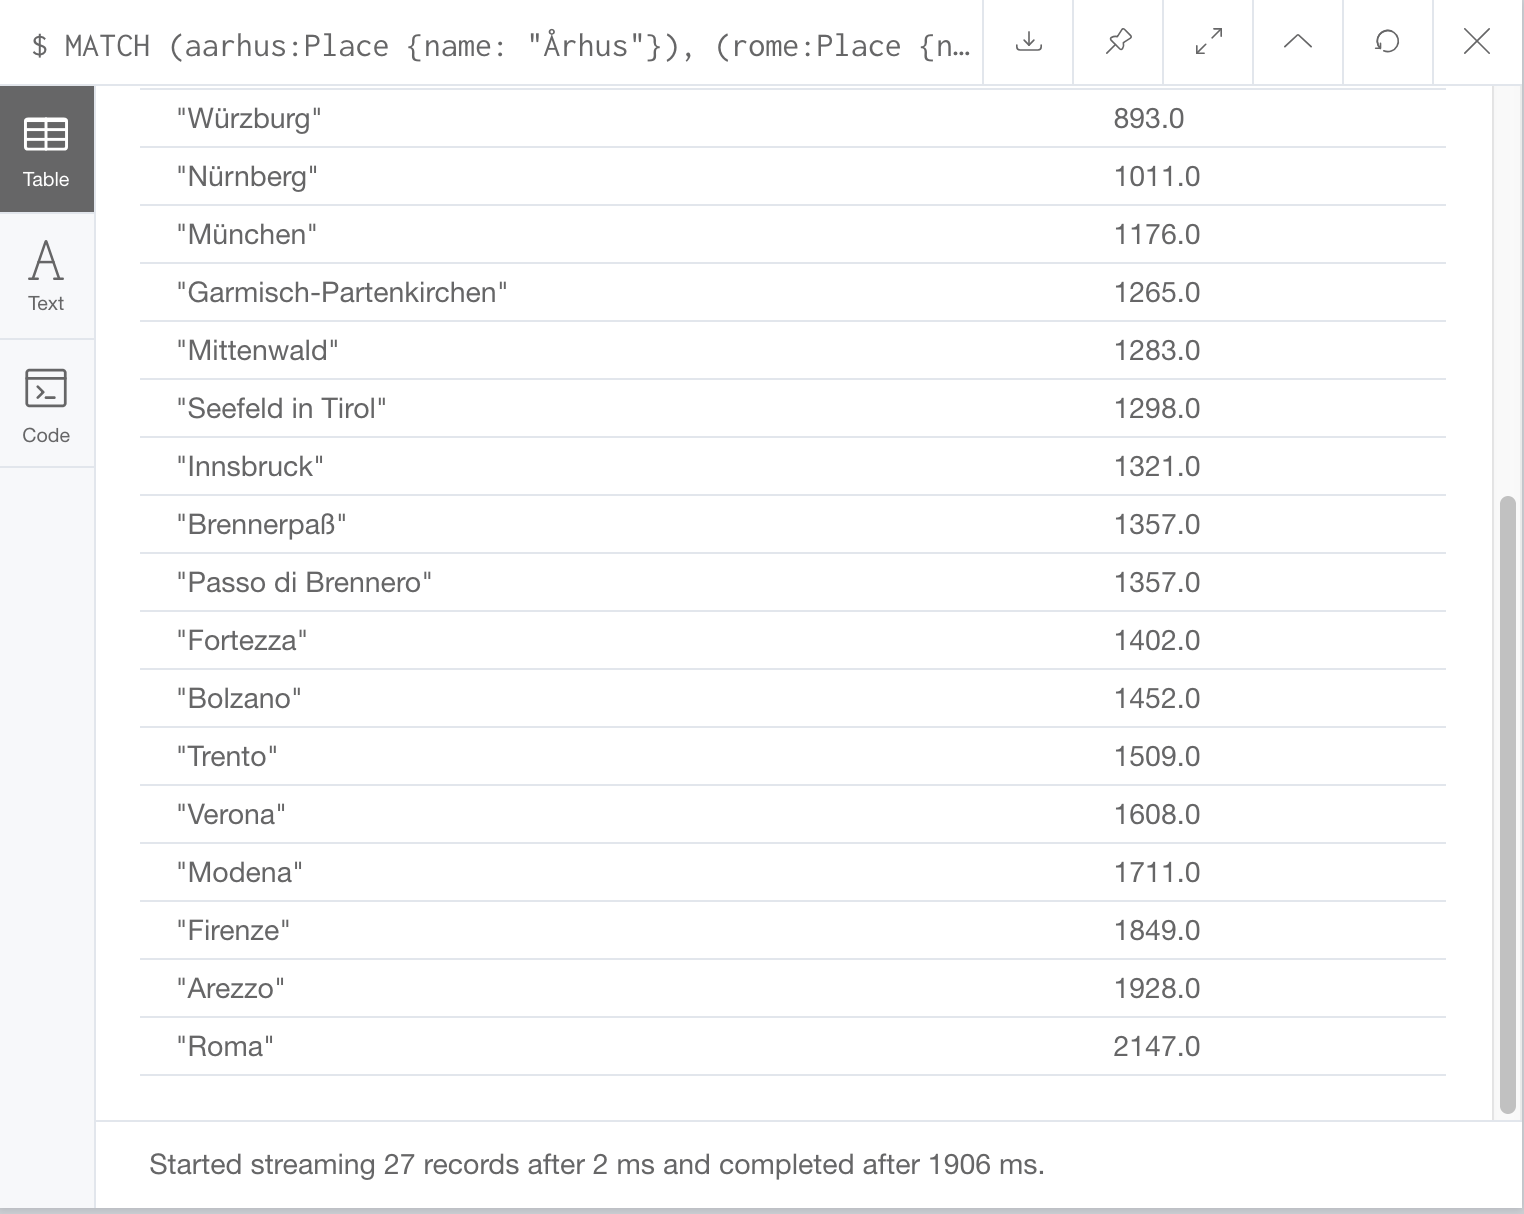 $ MATCH (aarhus:Place {name: "Århus"}), (rome:Place {n…
Table
Text
Code
"Würzburg" 893.0
"Nürnberg" 1011.0
"München" 1176.0
"Garmisch-Partenkirchen" 1265.0
"Mittenwald" 1283.0
"Seefeld in Tirol" 1298.0
"Innsbruck" 1321.0
"Brennerpaß" 1357.0
"Passo di Brennero" 1357.0
"Fortezza" 1402.0
"Bolzano" 1452.0
"Trento" 1509.0
"Verona" 1608.0
"Modena" 1711.0
"Firenze" 1849.0
"Arezzo" 1928.0
"Roma" 2147.0
Started streaming 27 records after 2 ms and completed after 1906 ms.